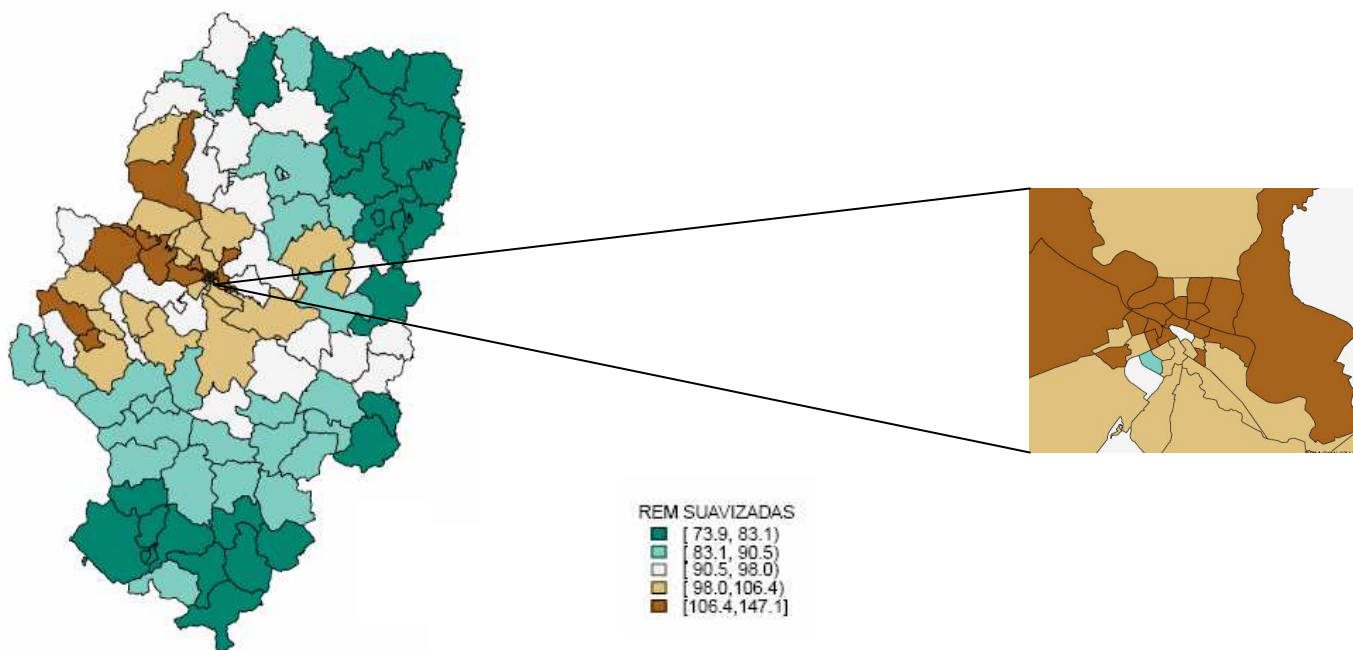 REM SUAVIZADAS
[ 73.9, 83.1)
[ 83.1, 90.5)
[ 90.5, 98.0)
[ 98.0,106.4)
[106.4,147.1]